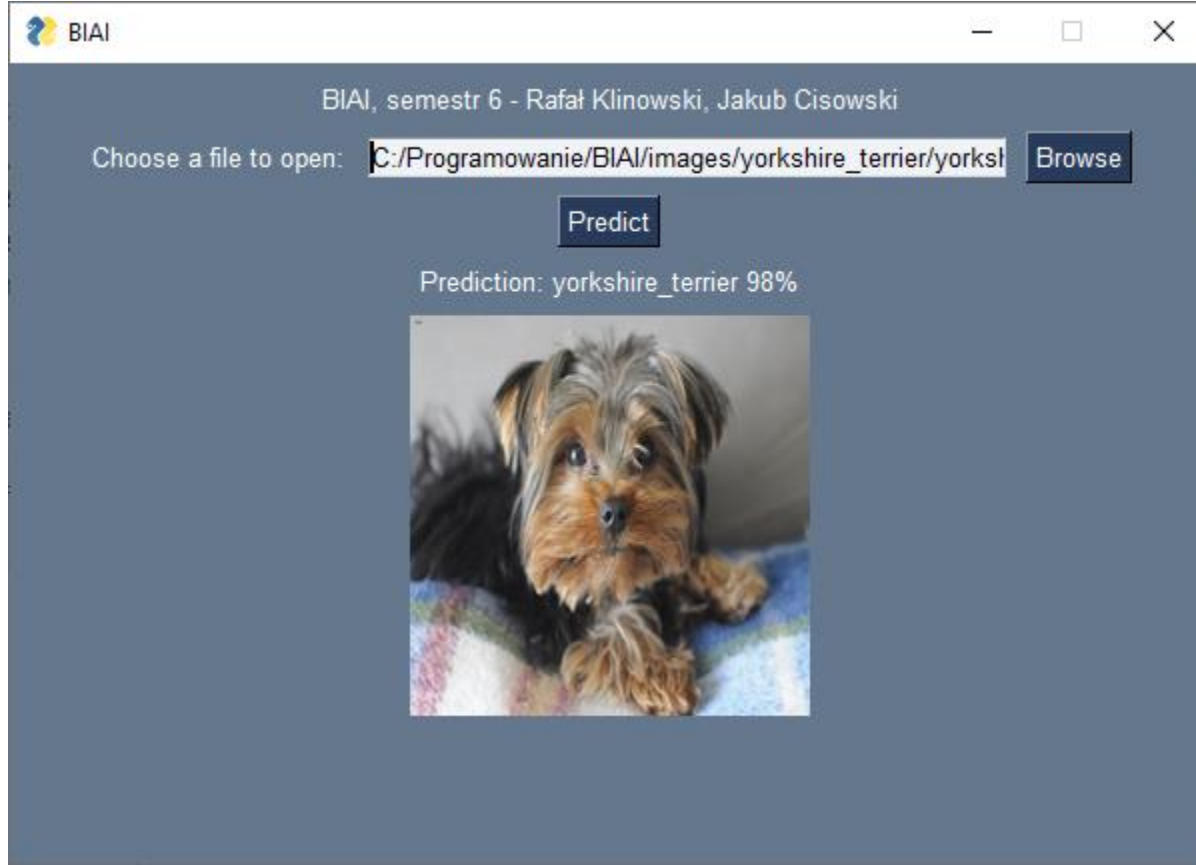 BIAI
BIAI, semestr 6 - Rafał Klinowski, Jakub Cisowski
Choose a file to open: C:/Programowanie/BIAI/images/yorkshire_terrier/yorksh Browse
Predict
Prediction: yorkshire_terrier 98%